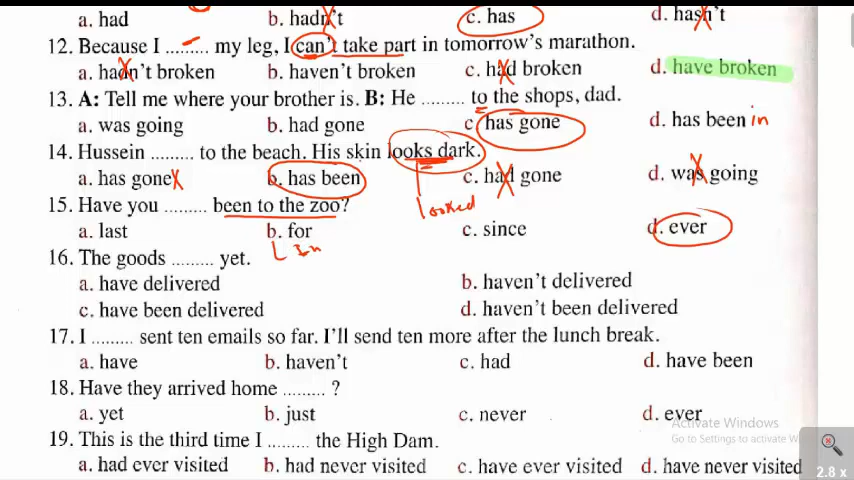 a. had b. hadn't c. has d. hasn't
12. Because I ......... my leg, I can't take part in tomorrow's marathon.
a. hadn't broken b. haven't broken c. had broken d. have broken
13. A: Tell me where your brother is. B: He ......... to the shops, dad.
a. was going b. had gone c has gone d. has been in
14. Hussein ......... to the beach. His skin looks dark.
a. has gone b. has been c. had gone d. was going
looked
15. Have you ......... been to the zoo?
a. last b. for c. since d. ever
16. The goods ......... yet.
a. have delivered b. haven't delivered
c. have been delivered d. haven't been delivered
17. I ......... sent ten emails so far. I'll send ten more after the lunch break.
a. have b. haven't c. had d. have been
18. Have they arrived home ......... ?
a. yet b. just c. never d. ever
Activate Windows
Go to Settings to activate W
19. This is the third time I ......... the High Dam.
a. had ever visited b. had never visited c. have ever visited d. have never visited
2.8 x